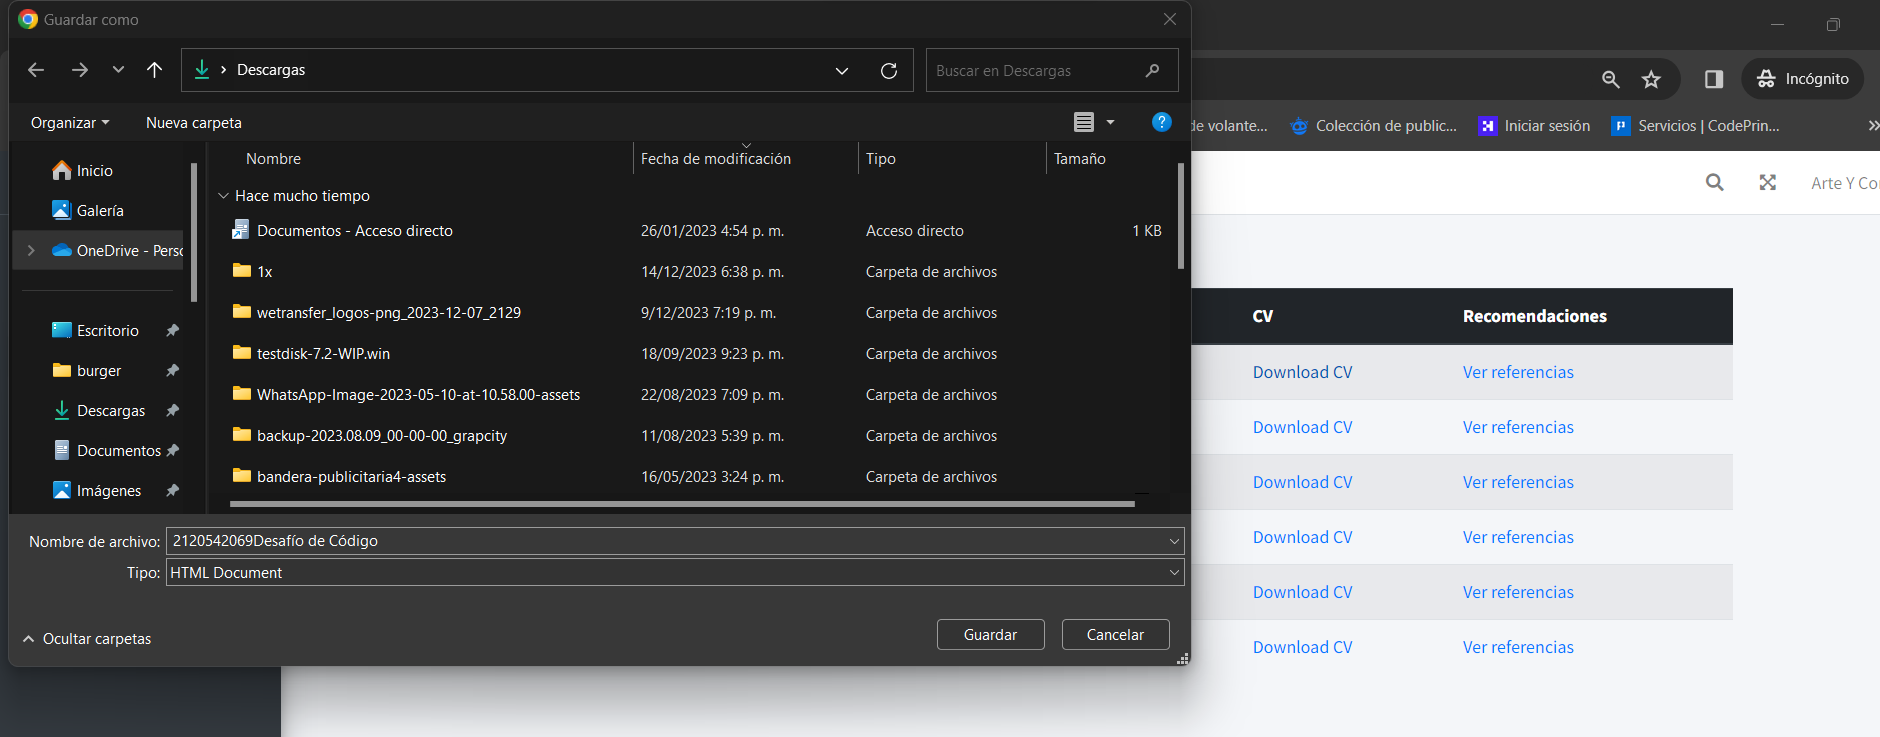 Guardar como
Descargas
Buscar en Descargas
Organizar
Nueva carpeta
Inicio
Galería
OneDrive - Perso
Escritorio
burger
Descargas
Documentos
Imágenes
Nombre Fecha de modificación Tipo Tamaño
Hace mucho tiempo
Documentos - Acceso directo 26/01/2023 4:54 p. m. Acceso directo 1 KB
1x 14/12/2023 6:38 p. m. Carpeta de archivos
wetransfer_logos-png_2023-12-07_2129 9/12/2023 7:19 p. m. Carpeta de archivos
testdisk-7.2-WIP.win 18/09/2023 9:23 p. m. Carpeta de archivos
WhatsApp-Image-2023-05-10-at-10.58.00-assets 22/08/2023 7:09 p. m. Carpeta de archivos
backup-2023.08.09_00-00-00_grapcity 11/08/2023 5:39 p. m. Carpeta de archivos
bandera-publicitaria4-assets 16/05/2023 3:24 p. m. Carpeta de archivos
Nombre de archivo: 2120542069Desafío de Código
Tipo: HTML Document
Ocultar carpetas
Guardar
Cancelar
Incógnito
de volante... Colección de public... Iniciar sesión Servicios | CodePrin...
Arte Y Co
CV Recomendaciones
Download CV Ver referencias
Download CV Ver referencias
Download CV Ver referencias
Download CV Ver referencias
Download CV Ver referencias
Download CV Ver referencias